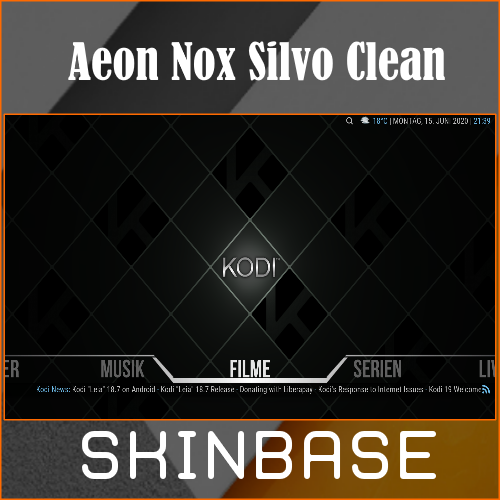 Aeon Nox Silvo Clean
18°C | MONTAG, 15. JUNI 2020 | 21:39
KODI
ER MUSIK FILME SERIEN LIV
Kodi News: Kodi "Leia" 18.7 on Android - Kodi "Leia" 18.7 Release - Donating with Liberapay - Kodi's Response to Internet Issues - Kodi 19 Welcome
SKINBASE